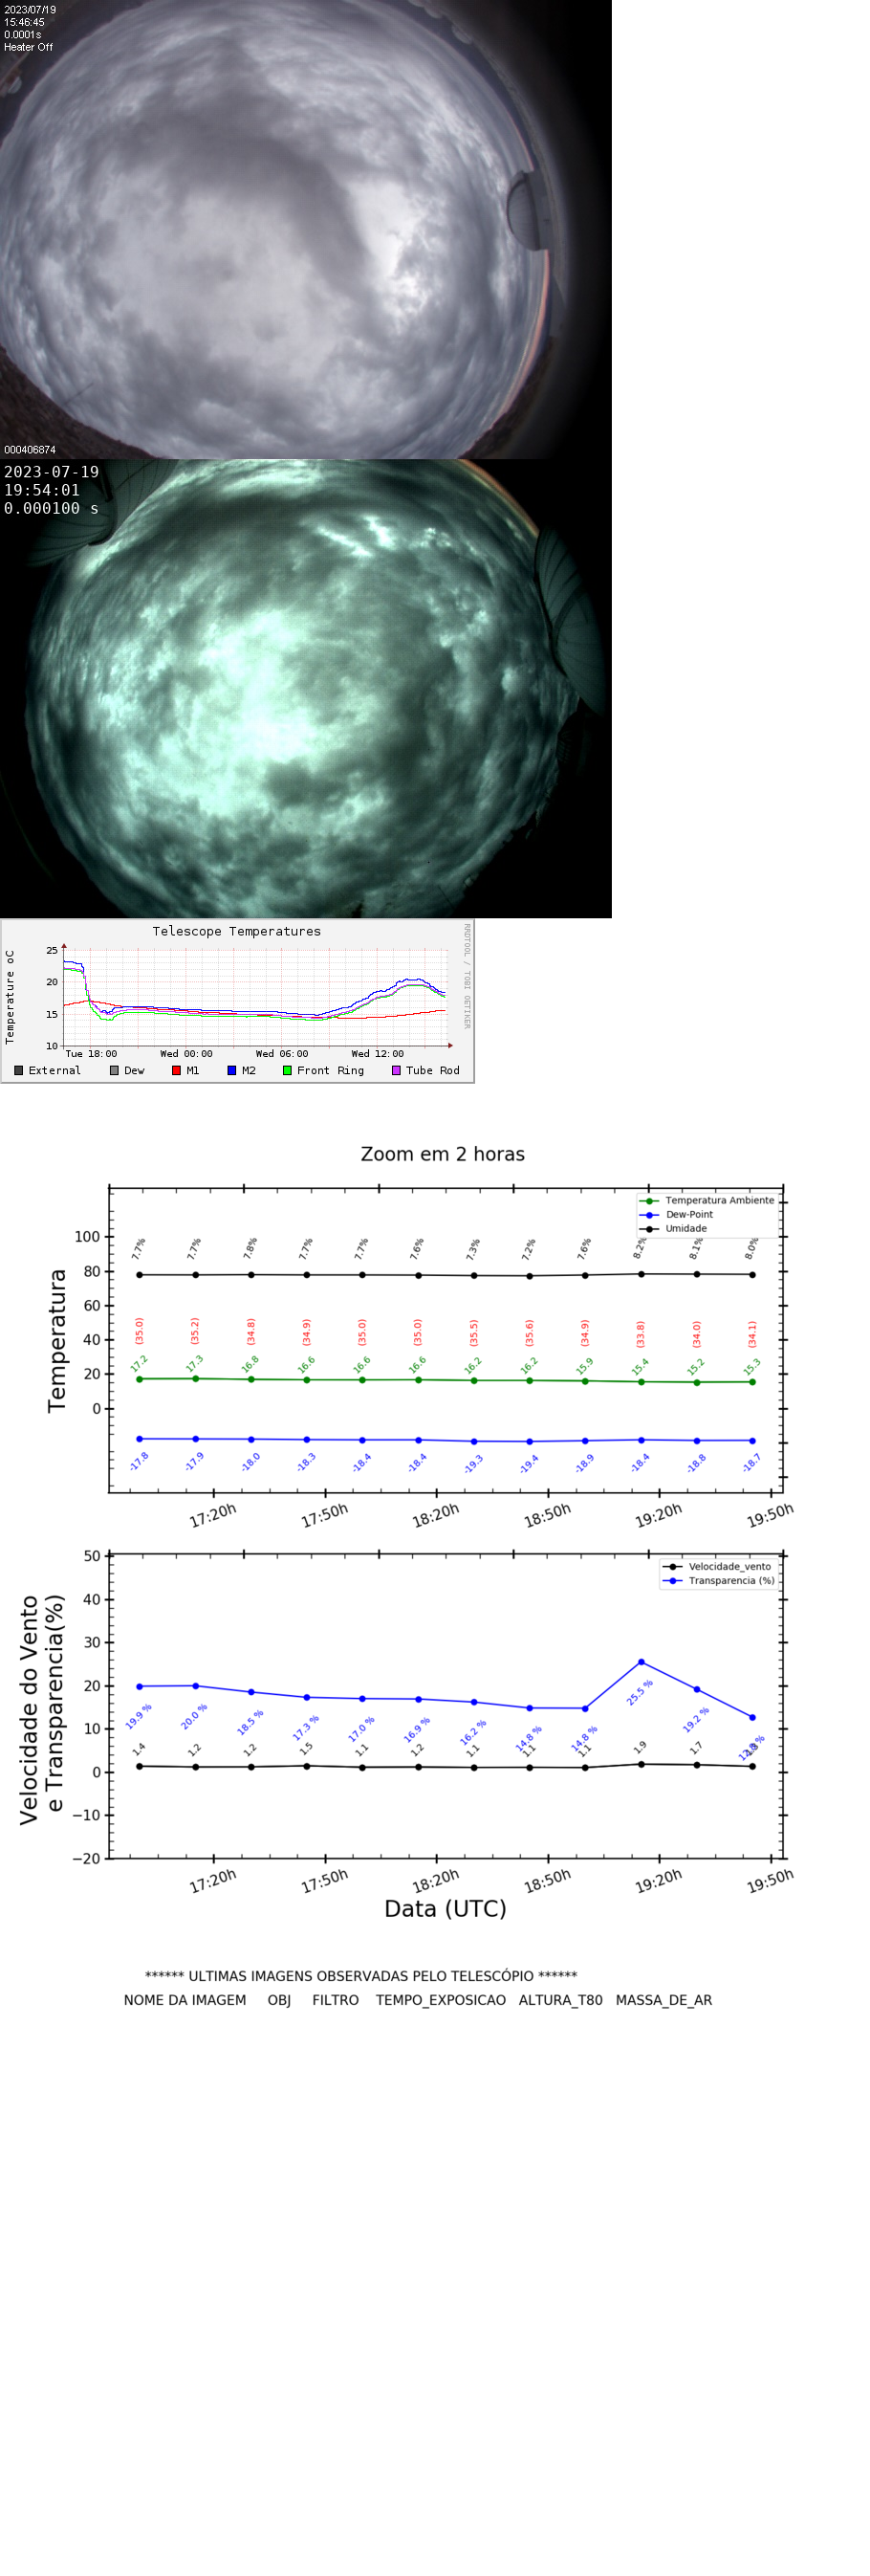 2023/07/19
15:46:45
0.0001s
Heater Off
000406874
2023-07-19
19:54:01
0.000100 s
Telescope Temperatures
RRDTOOL / TOBI OETIKER
Temperature oC
25
20
15
10
Tue 18:00 Wed 00:00 Wed 06:00 Wed 12:00
External Dew M1 M2 Front Ring Tube Rod
Zoom em 2 horas
Temperatura Ambiente
Dew-Point
Umidade
Temperatura
100
80
60
40
20
0
7.7% 7.7% 7.8% 7.7% 7.7% 7.6% 7.3% 7.2% 7.6% 8.2% 8.1% 8.0%
(35.0) (35.2) (34.8) (34.9) (35.0) (35.0) (35.5) (35.6) (34.9) (33.8) (34.0) (34.1)
17.2 17.3 16.8 16.6 16.6 16.6 16.2 16.2 15.9 15.4 15.2 15.3
-17.8 -17.9 -18.0 -18.3 -18.4 -18.4 -19.3 -19.4 -18.9 -18.4 -18.8 -18.7
17:20h 17:50h 18:20h 18:50h 19:20h 19:50h
Velocidade_vento
Transparencia (%)
Velocidade do Vento
e Transparencia(%)
50
40
30
20
10
0
−10
−20
19.9 % 20.0 % 18.5 % 17.3 % 17.0 % 16.9 % 16.2 % 14.8 % 14.8 % 25.5 % 19.2 %
1.4 1.2 1.2 1.5 1.1 1.2 1.1 1.1 1.1 1.9 1.7
17:20h 17:50h 18:20h 18:50h 19:20h 19:50h
Data (UTC)
****** ULTIMAS IMAGENS OBSERVADAS PELO TELESCÓPIO ******
NOME DA IMAGEM OBJ FILTRO TEMPO_EXPOSICAO ALTURA_T80 MASSA_DE_AR